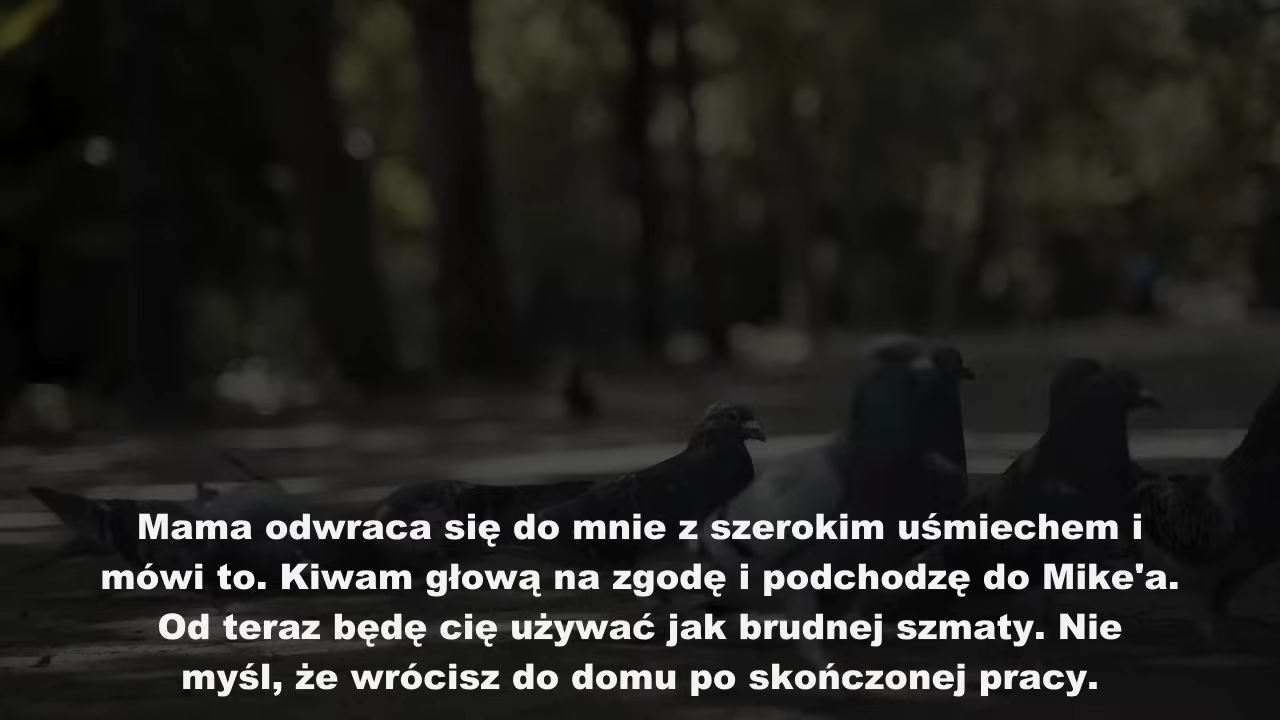 Mama odwraca się do mnie z szerokim uśmiechem i
mówi to. Kiwam głową na zgodę i podchodzę do Mike'a.
Od teraz będę cię używać jak brudnej szmaty. Nie
myśl, że wrócisz do domu po skończonej pracy.